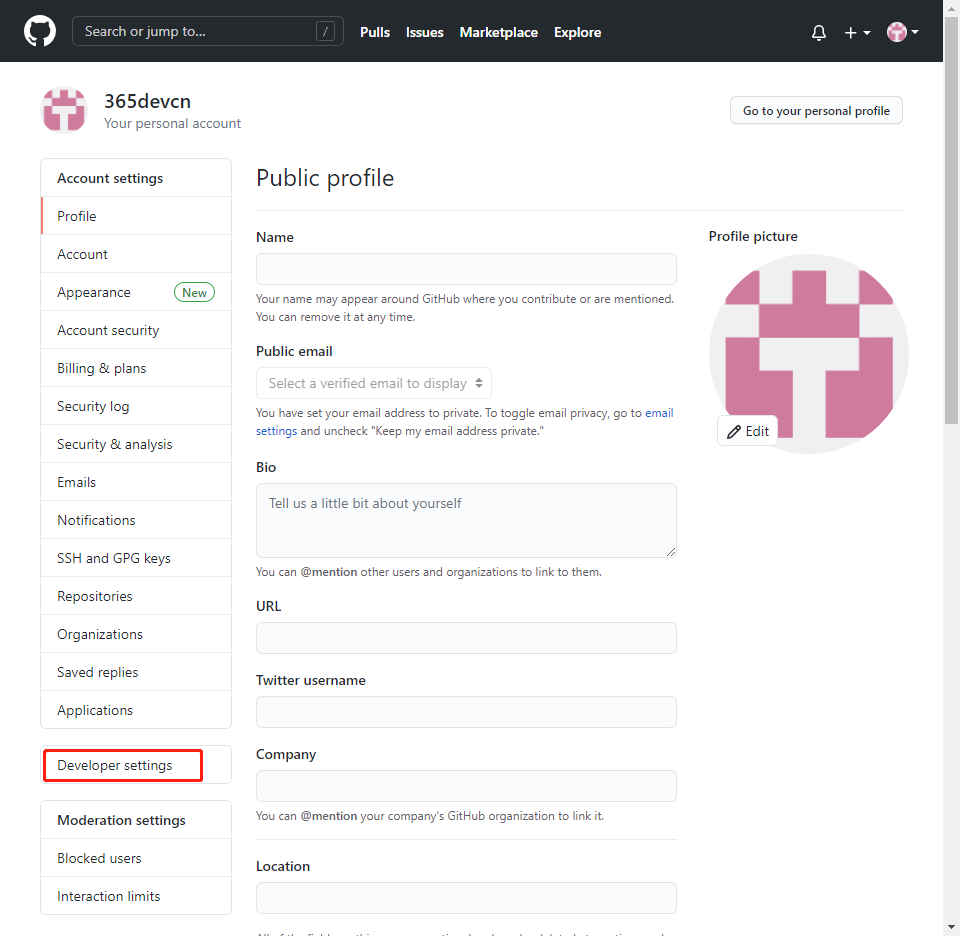 Search or jump to... /
Pulls Issues Marketplace Explore
365devcn
Your personal account
Go to your personal profile
Account settings
Profile
Account
Appearance New
Account security
Billing & plans
Security log
Security & analysis
Emails
Notifications
SSH and GPG keys
Repositories
Organizations
Saved replies
Applications
Developer settings
Moderation settings
Blocked users
Interaction limits
Public profile
Name
Your name may appear around GitHub where you contribute or are mentioned.
You can remove it at any time.
Public email
Select a verified email to display
You have set your email address to private. To toggle email privacy, go to email
settings and uncheck "Keep my email address private."
Bio
Tell us a little bit about yourself
You can @mention other users and organizations to link to them.
URL
Twitter username
Company
You can @mention your company's GitHub organization to link it.
Location
Profile picture
Edit